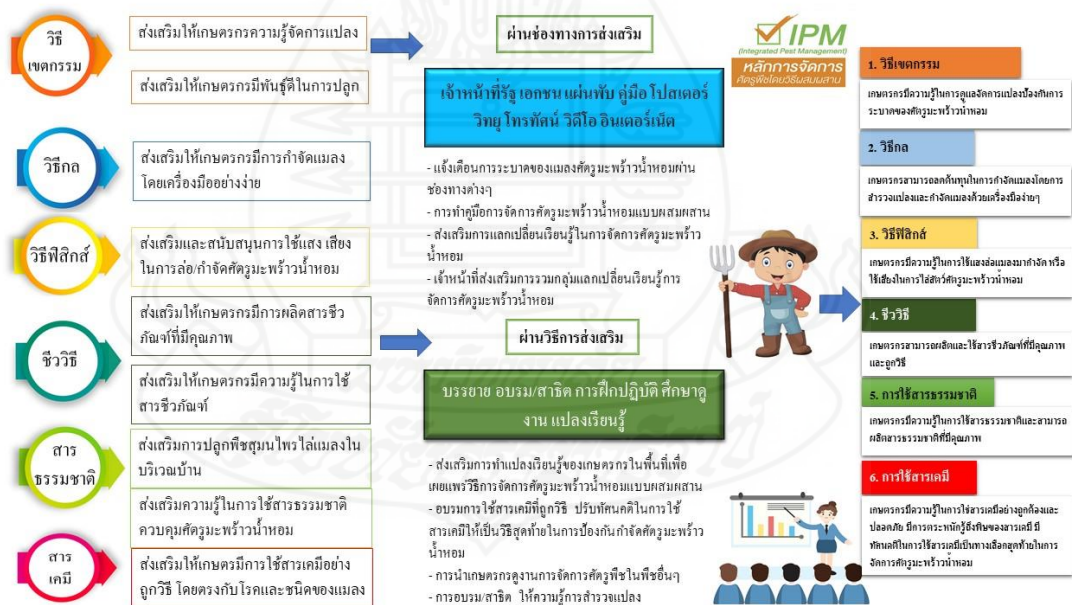 วิธี
เขตกรรม
ส่งเสริมให้เกษตรกรความรู้จัดการแปลง
ส่งเสริมให้เกษตรกรมีพันธุ์ดีในการปลูก
วิธีกล
ส่งเสริมให้เกษตรกรมีการกำจัดแมลง
โดยเครื่องมืออย่างง่าย
วิธีฟิสิกส์
ส่งเสริมและสนับสนุนการใช้แสง เสียง
ในการล่อ/กำจัดศัตรูมะพร้าวน้ำหอม
ชีววิธี
ส่งเสริมให้เกษตรกรมีการผลิตสารชีว
ภัณฑ์ที่มีคุณภาพ
ส่งเสริมให้เกษตรกรมีความรู้ในการใช้
สารชีวภัณฑ์
สาร
ธรรมชาติ
ส่งเสริมการปลูกพืชสมุนไพรไล่แมลงใน
บริเวณบ้าน
ส่งเสริมความรู้ในการใช้สารธรรมชาติ
ควบคุมศัตรูมะพร้าวน้ำหอม
สาร
เคมี
ส่งเสริมให้เกษตรมีการใช้สารเคมีอย่าง
ถูกวิธี โดยตรงกับโรคและชนิดของแมลง
ผ่านช่องทางการส่งเสริม
เจ้าหน้าที่รัฐ เอกชน แผ่นพับ คู่มือ โปสเตอร์
วิทยุ โทรทัศน์ วิดีโอ อินเตอร์เน็ต
- แจ้งเตือนการระบาดของแมลงศัตรูมะพร้าวน้ำหอมผ่าน
ช่องทางต่างๆ
- การทำคู่มือการจัดการศัตรูมะพร้าวน้ำหอมแบบผสมผสาน
- ส่งเสริมการแลกเปลี่ยนเรียนรู้ในการจัดการศัตรูมะพร้าว
น้ำหอม
- เจ้าหน้าที่ส่งเสริมการรวมกลุ่มแลกเปลี่ยนเรียนรู้การ
จัดการศัตรูมะพร้าวน้ำหอม
ผ่านวิธีการส่งเสริม
บรรยาย อบรม/สาธิต การฝึกปฏิบัติ ศึกษาดู
งาน แปลงเรียนรู้
- ส่งเสริมการทำแปลงเรียนรู้ของเกษตรกรในพื้นที่เพื่อ
เผยแพร่วิธีการจัดการศัตรูมะพร้าวน้ำหอมแบบผสมผสาน
- อบรมการใช้สารเคมีที่ถูกวิธี ปรับทัศนคติในการใช้
สารเคมีให้เป็นวิธีสุดท้ายในการป้องกันกำจัดศัตรูมะพร้าว
น้ำหอม
- การนำเกษตรกรดูงานการจัดการศัตรูพืชในพืชอื่นๆ
- การอบรม/สาธิต ให้ความรู้การสำรวจแปลง
IPM
(Integrated Pest Management)
หลักการจัดการ
ศัตรูพืชโดยวิธีผสมผสาน
1. วิธีเขตกรรม
เกษตรกรมีความรู้ในการดูแลจัดการแปลงป้องกันการ
ระบาดของศัตรูมะพร้าวน้ำหอม
2. วิธีกล
เกษตรกรสามารถลดต้นทุนในการกำจัดแมลงโดยการ
สำรวจแปลงและกำจัดแมลงด้วยเครื่องมือง่ายๆ
3. วิธีฟิสิกส์
เกษตรกรมีความรู้ในการใช้แสงล่อแมลงมากำจัด หรือ
ใช้เสียงในการไล่สัตว์ศัตรูมะพร้าวน้ำหอม
4. ชีววิธี
เกษตรกรสามารถผลิตและใช้สารชีวภัณฑ์ที่มีคุณภาพ
และถูกวิธี
5. การใช้สารธรรมชาติ
เกษตรกรมีความรู้ในการใช้สารธรรมชาติและสามารถ
ผลิตสารธรรมชาติที่มีคุณภาพ
6. การใช้สารเคมี
เกษตรกรมีความรู้ในการใช้สารเคมีอย่างถูกต้องและ
ปลอดภัย มีการตระหนักรู้ถึงพิษของสารเคมี มี
ทัศนคติในการใช้สารเคมีเป็นทางเลือกสุดท้ายในการ
จัดการศัตรูมะพร้าวน้ำหอม